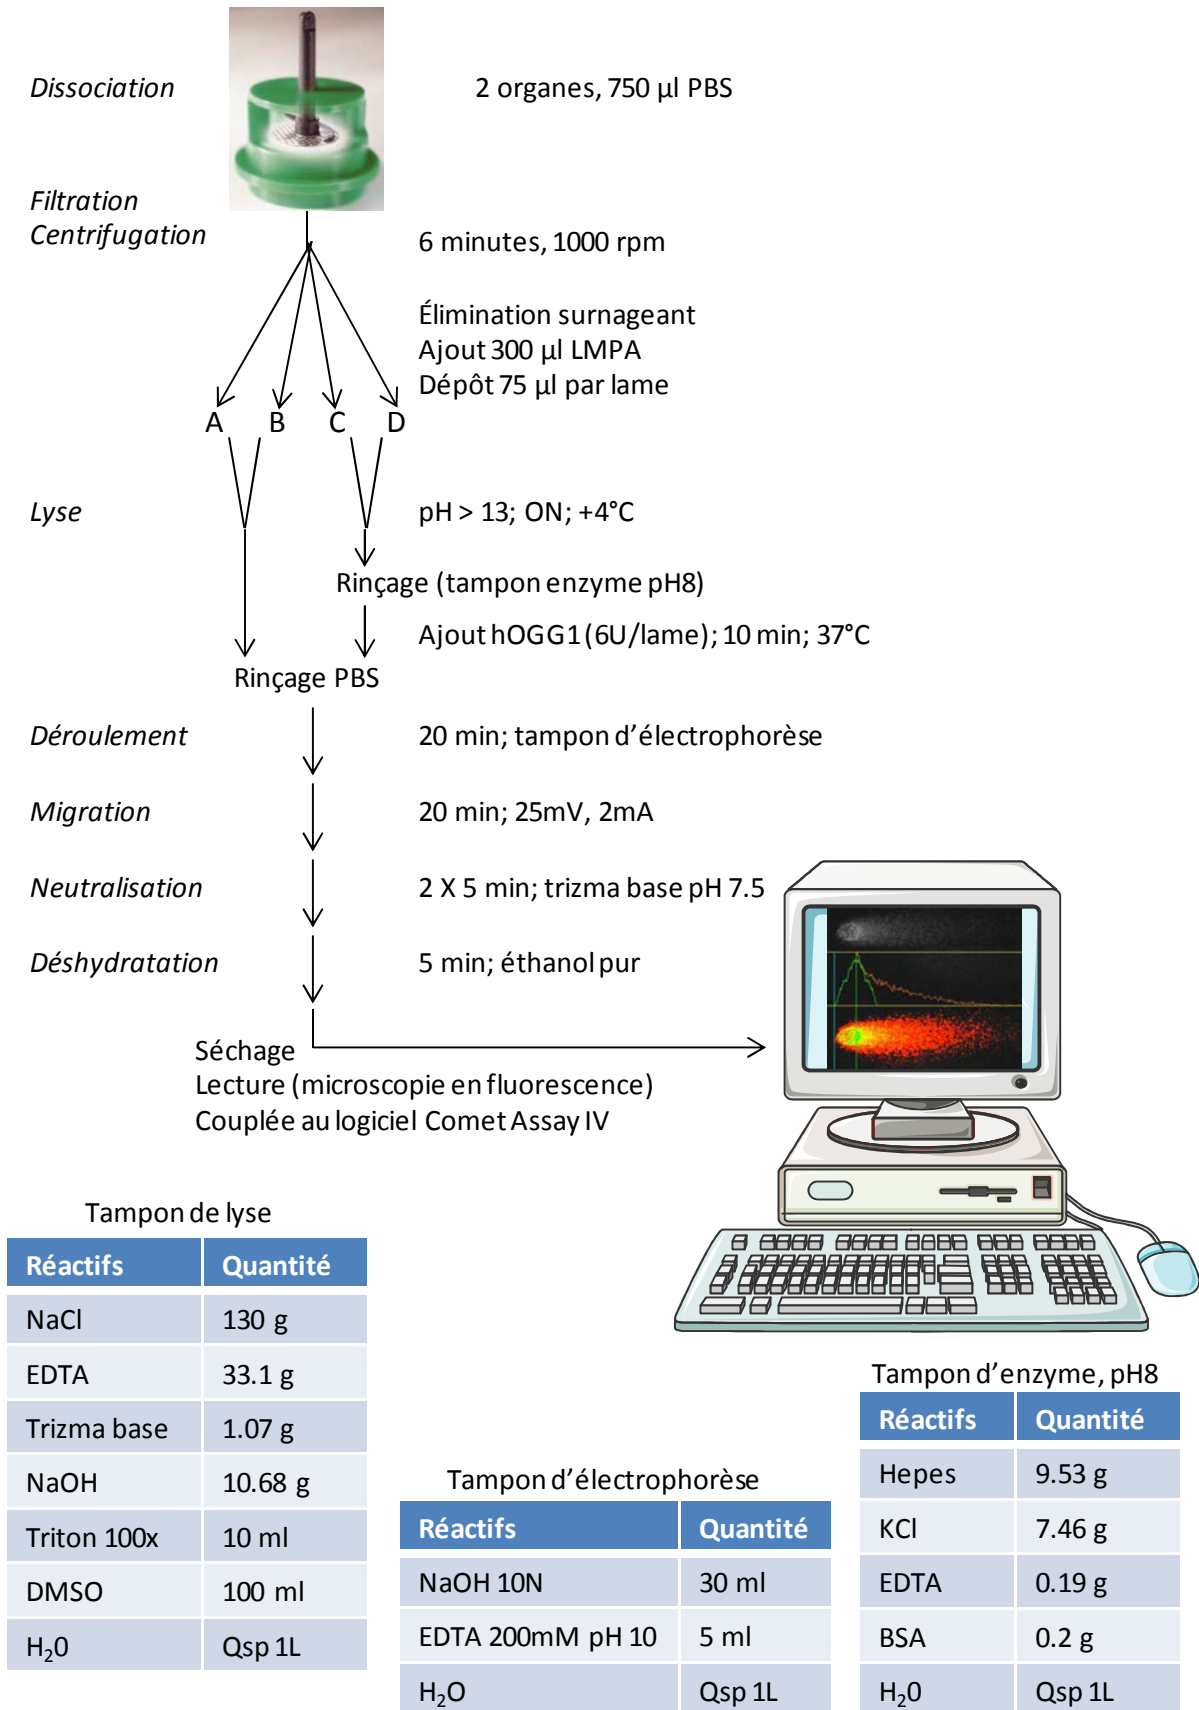 Dissociation
2 organes, 750 µl PBS
Filtration
Centrifugation
6 minutes, 1000 rpm
Élimination surnageant
Ajout 300 µl LMPA
Dépôt 75 µl par lame
A B C D
Lyse
pH > 13; ON; +4°C
Rinçage (tampon enzyme pH8)
Ajout hOGG1 (6U/lame); 10 min; 37°C
Rinçage PBS
Déroulement
20 min; tampon d’électrophorèse
Migration
20 min; 25mV, 2mA
Neutralisation
2 X 5 min; trizma base pH 7.5
Déshydratation
5 min; éthanol pur
Séchage
Lecture (microscopie en fluorescence)
Couplée au logiciel Comet Assay IV
Tampon de lyse
Réactifs Quantité
NaCl 130 g
EDTA 33.1 g
Trizma base 1.07 g
NaOH 10.68 g
Triton 100x 10 ml
DMSO 100 ml
H₂0 Qsp 1L
Tampon d’électrophorèse
Réactifs Quantité
NaOH 10N 30 ml
EDTA 200mM pH 10 5 ml
H₂O Qsp 1L
Tampon d’enzyme, pH8
Réactifs Quantité
Hepes 9.53 g
KCl 7.46 g
EDTA 0.19 g
BSA 0.2 g
H₂0 Qsp 1L